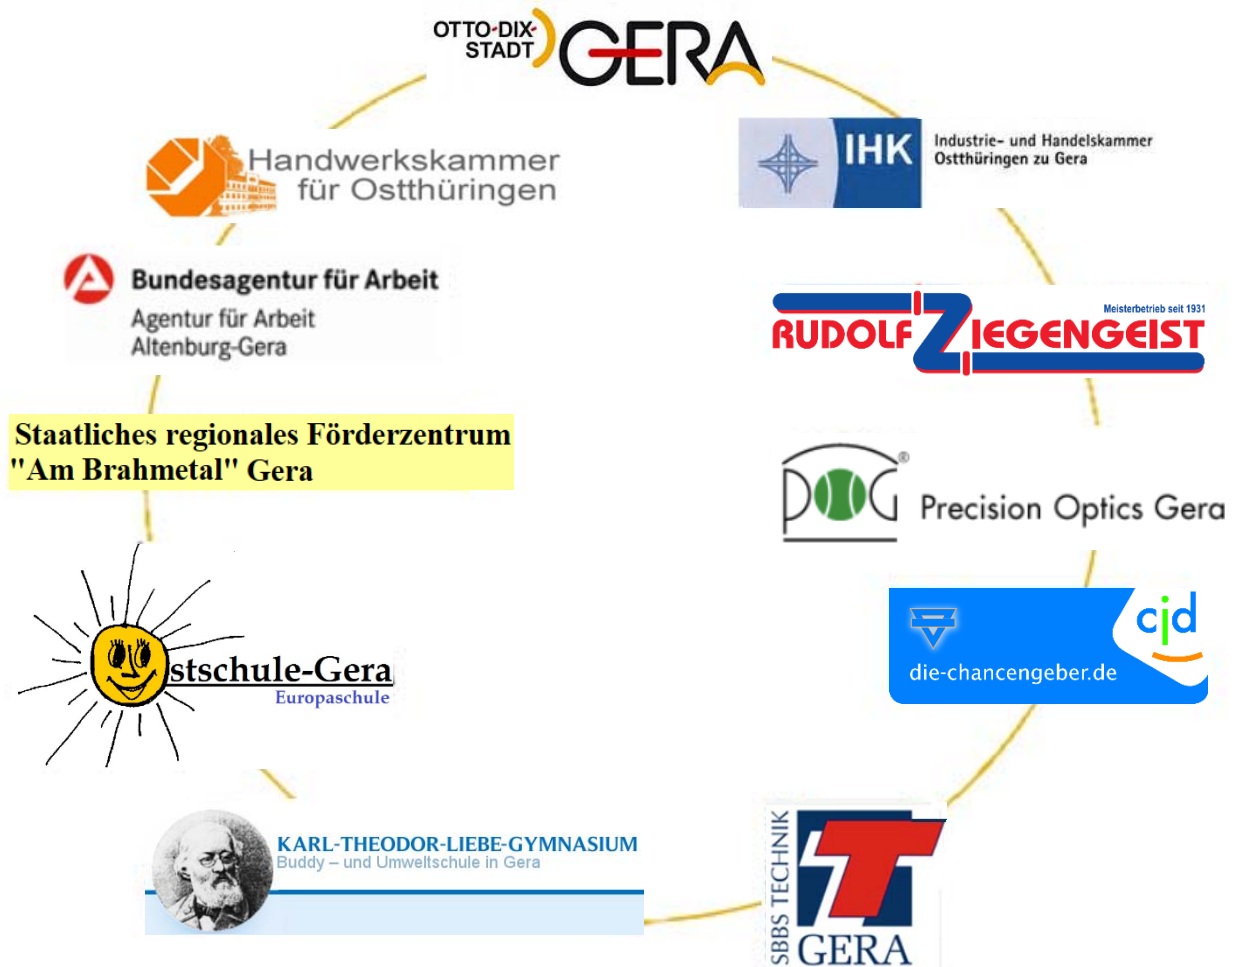 OTTO-DIX-
STADT
GERA
Handwerkskammer
für Ostthüringen
IHK
Industrie- und Handelskammer
Ostthüringen zu Gera
Bundesagentur für Arbeit
Agentur für Arbeit
Altenburg-Gera
Meisterbetrieb seit 1931
RUDOLF ZIEGENGEIST
Staatliches regionales Förderzentrum
"Am Brahmetal" Gera
POG®
Precision Optics Gera
cjd
die-chancengeber.de
stschule-Gera
Europaschule
KARL-THEODOR-LIEBE-GYMNASIUM
Buddy – und Umweltschule in Gera
SBBS TECHNIK
T
GERA